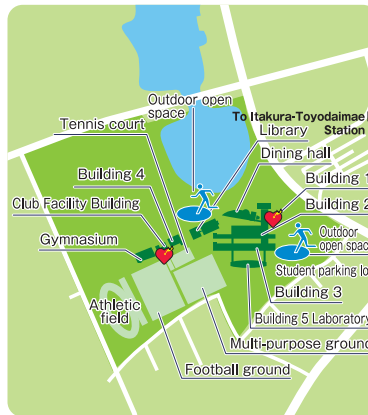 Outdoor open
space
To Itakura-Toyodaimae
Station
Tennis court
Library
Dining hall
Building 4
Building 1
Club Facility Building
Building 2
Gymnasium
Outdoor
open spac
Student parking lo
Athletic
field
Building 3
Building 5 Laboratory
Multi-purpose ground
Football ground